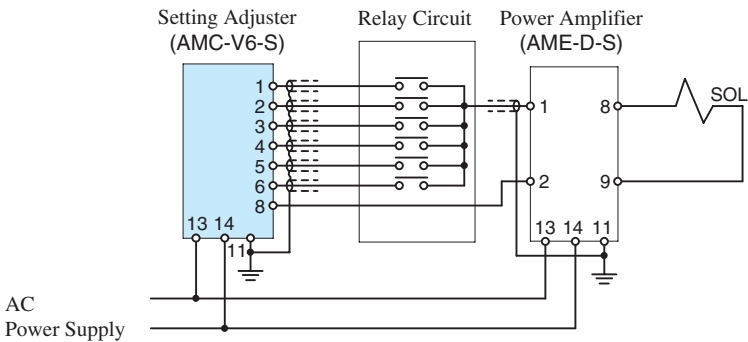 Setting Adjuster Relay Circuit Power Amplifier
(AMC-V6-S) (AME-D-S)
1
2
3
4
5
6
8
13 14
11
1 8
SOL
2 9
13 14 11
AC
Power Supply